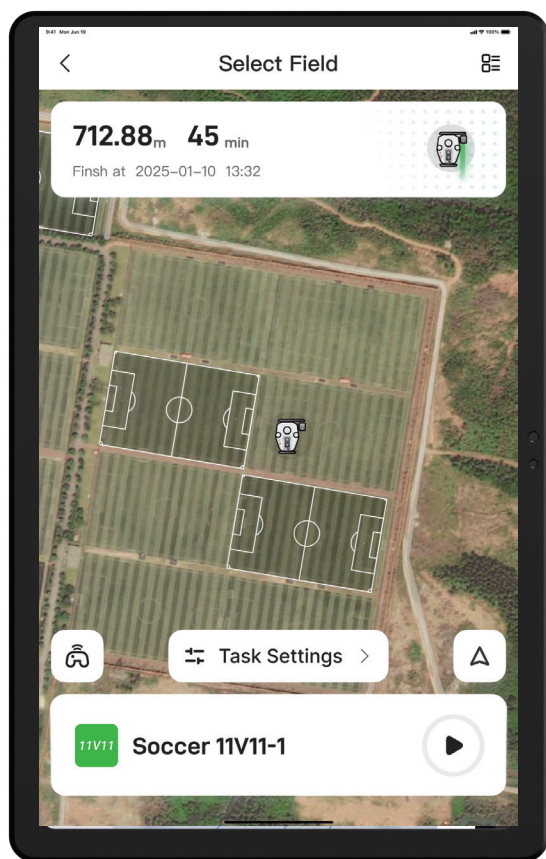 9:41 Mon Jun 10
100%
Select Field
712.88m 45 min
Finsh at 2025-01-10 13:32
Task Settings
11V11 Soccer 11V11-1